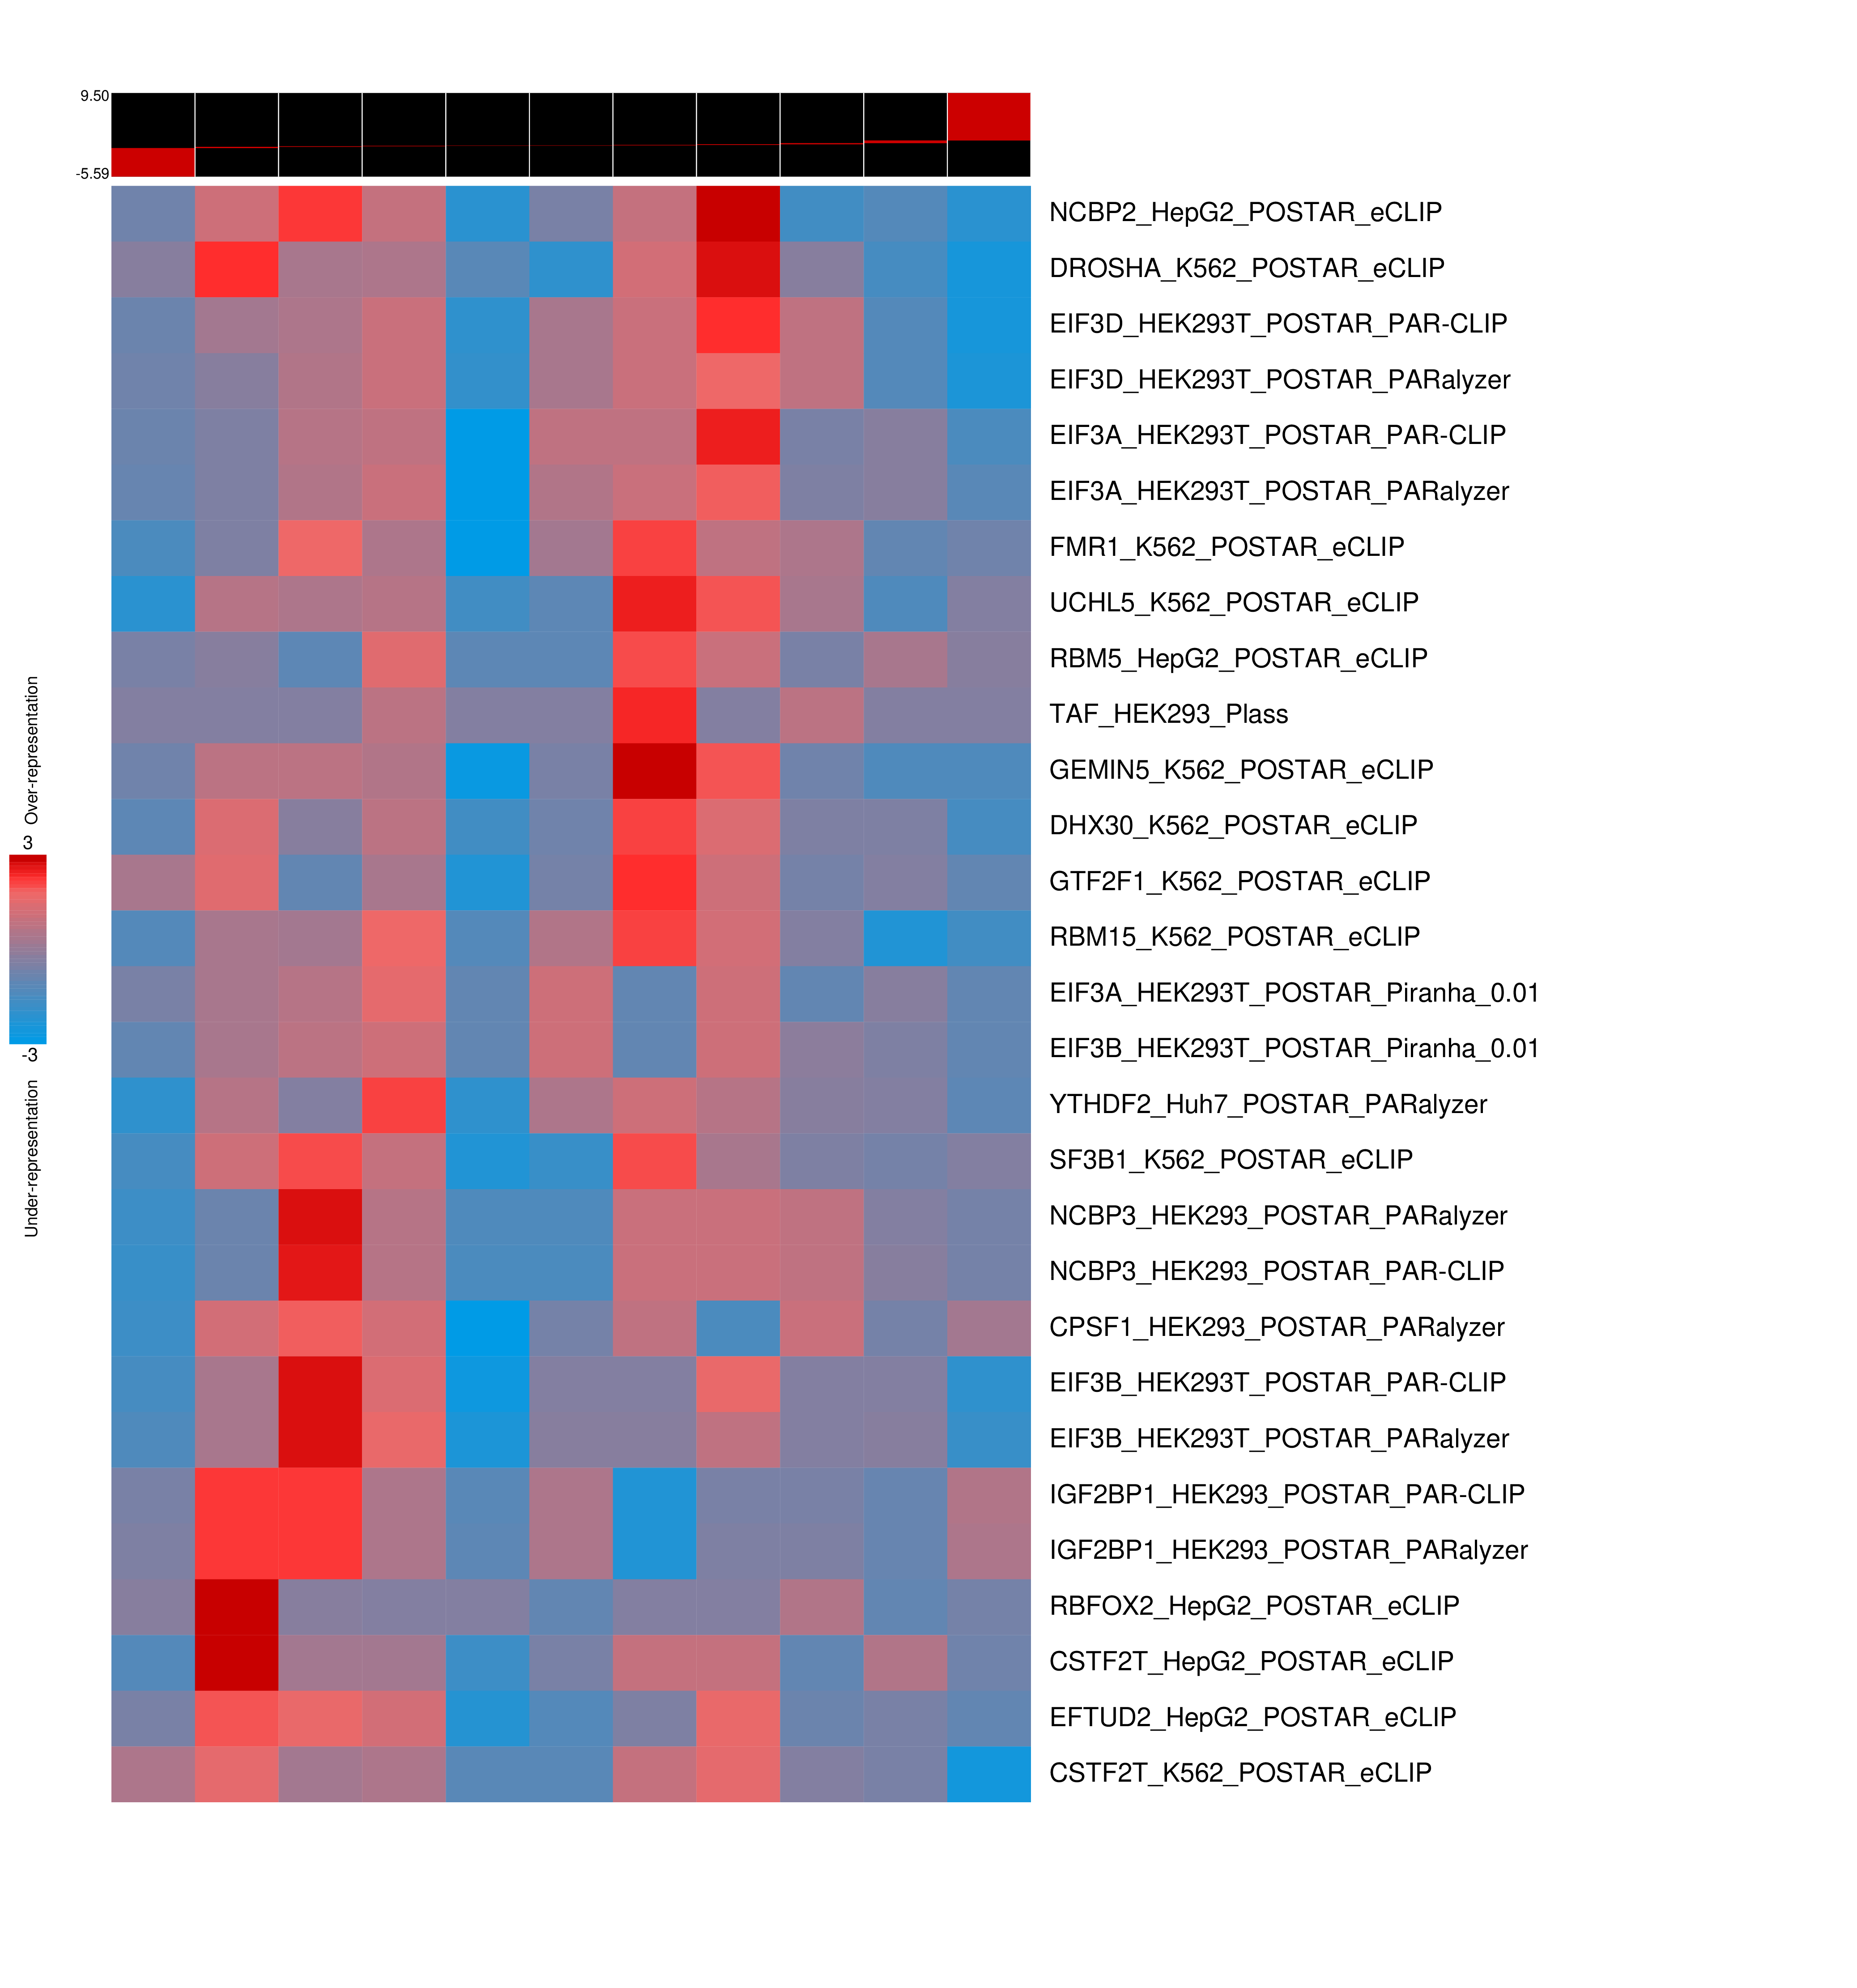 9.50
-5.59
NCBP2_HepG2_POSTAR_eCLIP
DROSHA_K562_POSTAR_eCLIP
EIF3D_HEK293T_POSTAR_PAR-CLIP
EIF3D_HEK293T_POSTAR_PARalyzer
EIF3A_HEK293T_POSTAR_PAR-CLIP
EIF3A_HEK293T_POSTAR_PARalyzer
FMR1_K562_POSTAR_eCLIP
UCHL5_K562_POSTAR_eCLIP
RBM5_HepG2_POSTAR_eCLIP
TAF_HEK293_Plass
GEMIN5_K562_POSTAR_eCLIP
DHX30_K562_POSTAR_eCLIP
GTF2F1_K562_POSTAR_eCLIP
RBM15_K562_POSTAR_eCLIP
EIF3A_HEK293T_POSTAR_Piranha_0.01
EIF3B_HEK293T_POSTAR_Piranha_0.01
YTHDF2_Huh7_POSTAR_PARalyzer
SF3B1_K562_POSTAR_eCLIP
NCBP3_HEK293_POSTAR_PARalyzer
NCBP3_HEK293_POSTAR_PAR-CLIP
CPSF1_HEK293_POSTAR_PARalyzer
EIF3B_HEK293T_POSTAR_PAR-CLIP
EIF3B_HEK293T_POSTAR_PARalyzer
IGF2BP1_HEK293_POSTAR_PAR-CLIP
IGF2BP1_HEK293_POSTAR_PARalyzer
RBFOX2_HepG2_POSTAR_eCLIP
CSTF2T_HepG2_POSTAR_eCLIP
EFTUD2_HepG2_POSTAR_eCLIP
CSTF2T_K562_POSTAR_eCLIP
Over-representation
3
-3
Under-representation